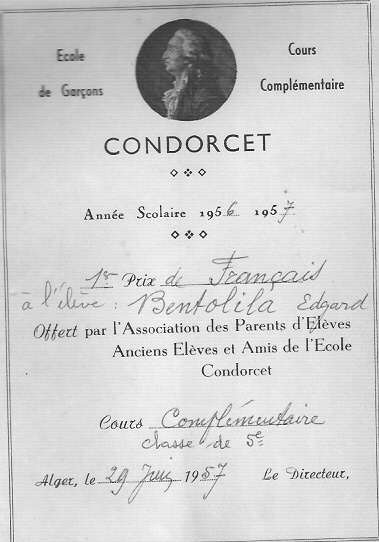 Ecole
de Garçons
Cours
Complémentaire
CONDORCET
Année Scolaire 1956 1957
1er Prix de Français
à l'élève : Bentolila Edgard
Offert par l'Association des Parents d'Elèves
Anciens Elèves et Amis de l'Ecole
Condorcet
Cours Complémentaire
classe de 5e
Alger, le 29 Juin 1957 Le Directeur,